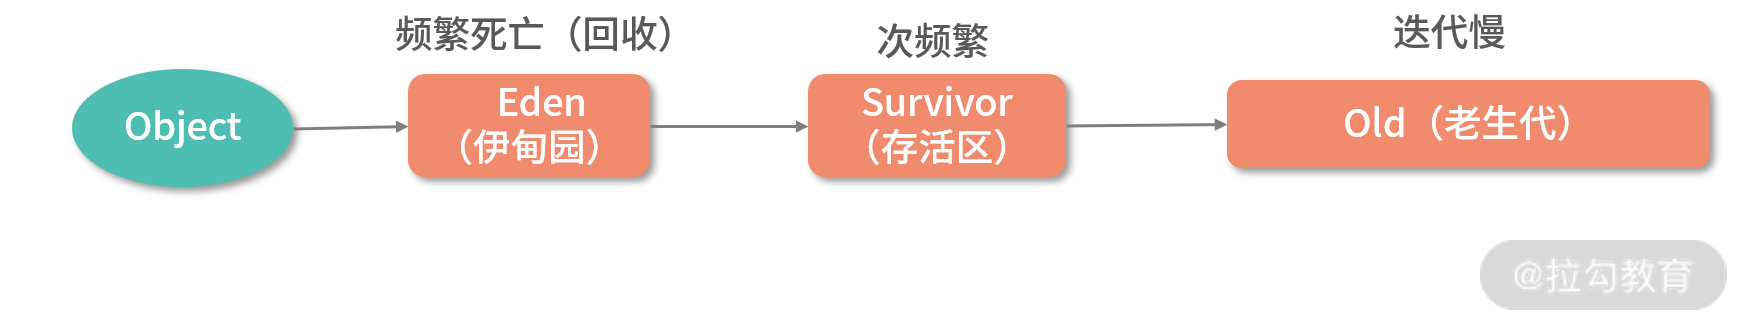 频繁死亡（回收）
次频繁
迭代慢
Object
Eden
（伊甸园）
Survivor
（存活区）
Old（老生代）
@拉勾教育